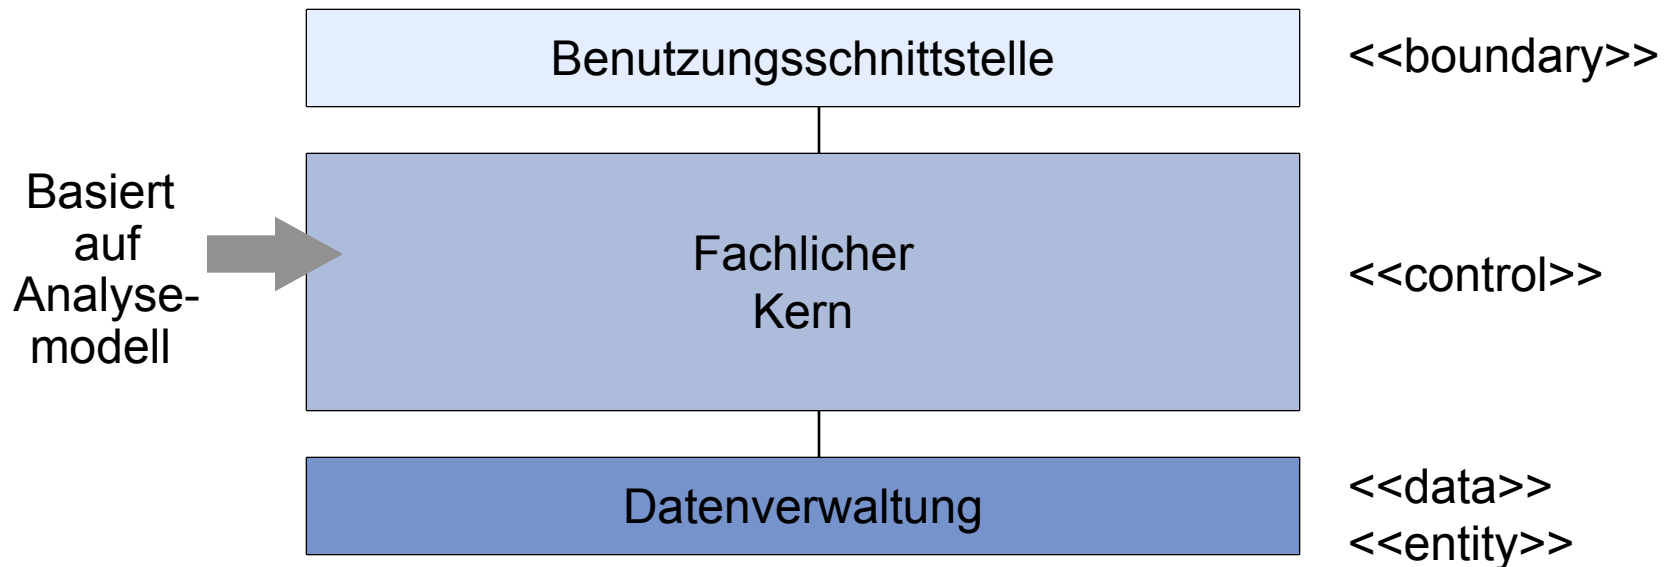 Benutzungsschnittstelle
<<boundary>>
Basiert
auf
Analyse-
modell
Fachlicher
Kern
<<control>>
Datenverwaltung
<<data>>
<<entity>>